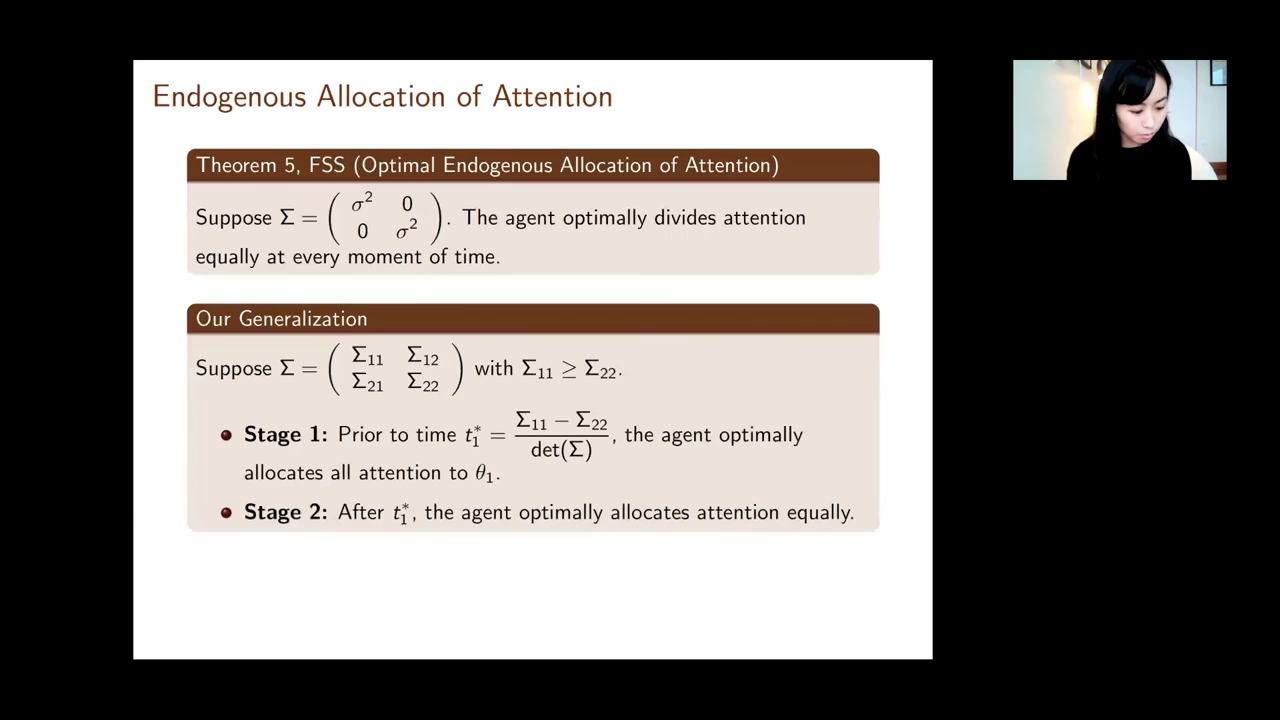 Endogenous Allocation of Attention
Theorem 5, FSS (Optimal Endogenous Allocation of Attention)
Suppose Σ = ( σ² 0 ; 0 σ² ). The agent optimally divides attention
equally at every moment of time.
Our Generalization
Suppose Σ = ( Σ₁₁ Σ₁₂ ; Σ₂₁ Σ₂₂ ) with Σ₁₁ ≥ Σ₂₂.
Stage 1: Prior to time t₁* = (Σ₁₁ − Σ₂₂) / det(Σ), the agent optimally
allocates all attention to θ₁.
Stage 2: After t₁*, the agent optimally allocates attention equally.